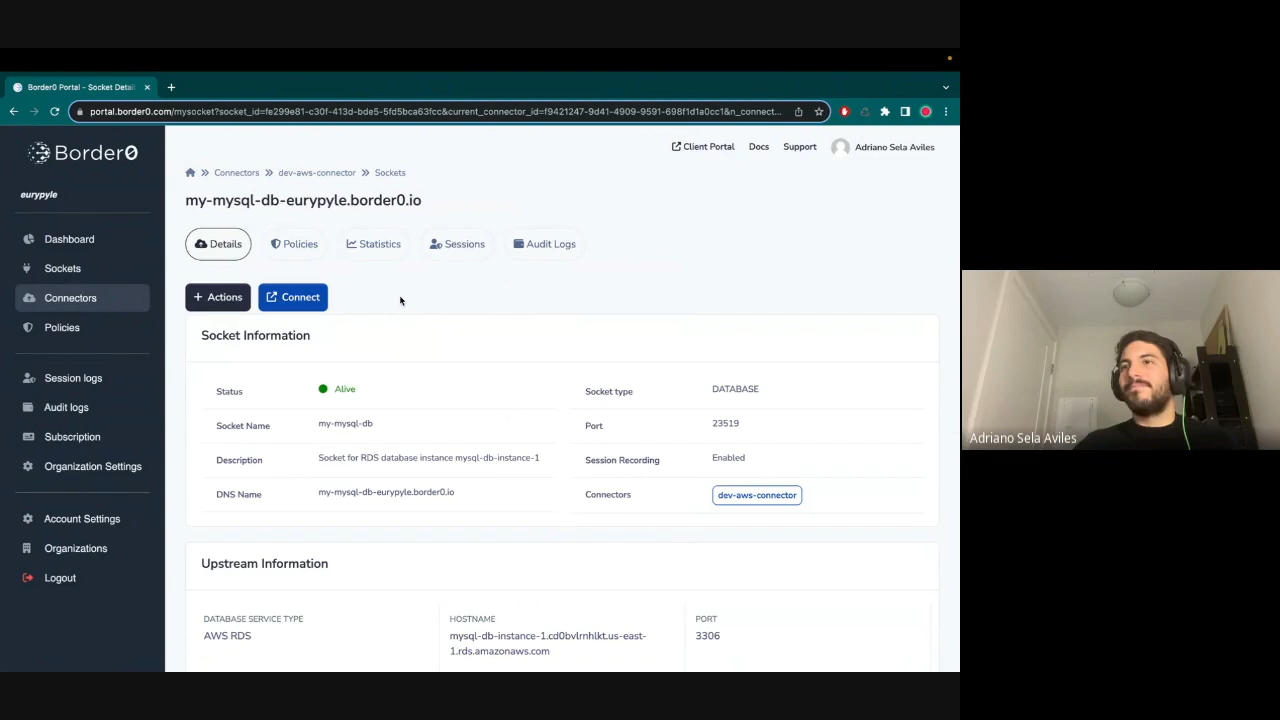 Border0 Portal - Socket Detail
portal.border0.com/mysocket?socket_id=fe299e81-c30f-413d-bde5-5fd5bca63fcc&current_connector_id=f9421247-9d41-4909-9591-698f1d1a0cc1&n_connect...
Border0
eurypyle
Dashboard
Sockets
Connectors
Policies
Session logs
Audit logs
Subscription
Organization Settings
Account Settings
Organizations
Logout
Client Portal Docs Support Adriano Sela Aviles
Connectors dev-aws-connector Sockets
my-mysql-db-eurypyle.border0.io
Details Policies Statistics Sessions Audit Logs
+ Actions Connect
Socket Information
Status Alive
Socket Name my-mysql-db
Description Socket for RDS database instance mysql-db-instance-1
DNS Name my-mysql-db-eurypyle.border0.io
Socket type DATABASE
Port 23519
Session Recording Enabled
Connectors dev-aws-connector
Upstream Information
DATABASE SERVICE TYPE
AWS RDS
HOSTNAME
mysql-db-instance-1.cd0bvlrnhlkt.us-east-
1.rds.amazonaws.com
PORT
3306
Adriano Sela Aviles